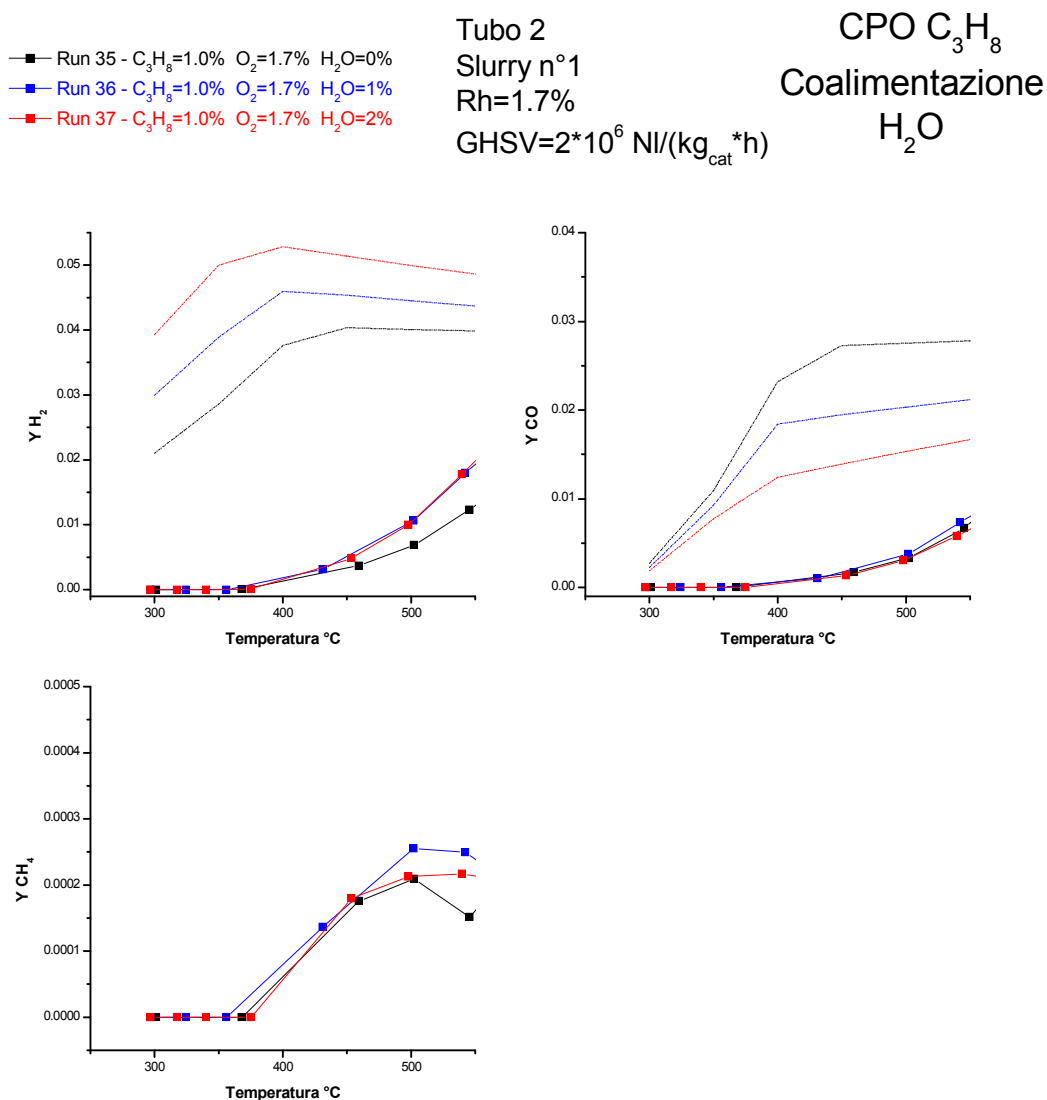 Run 35 - C₃H₈=1.0% O₂=1.7% H₂O=0%
Run 36 - C₃H₈=1.0% O₂=1.7% H₂O=1%
Run 37 - C₃H₈=1.0% O₂=1.7% H₂O=2%
Tubo 2
Slurry n°1
Rh=1.7%
GHSV=2*10⁶ Nl/(kg_cat*h)
CPO C₃H₈
Coalimentazione
H₂O
0.05
0.04
0.03
0.02
0.01
0.00
Y H₂
300 400 500
Temperatura °C
0.04
0.03
0.02
0.01
0.00
Y CO
300 400 500
Temperatura °C
0.0005
0.0004
0.0003
0.0002
0.0001
0.0000
Y CH₄
300 400 500
Temperatura °C